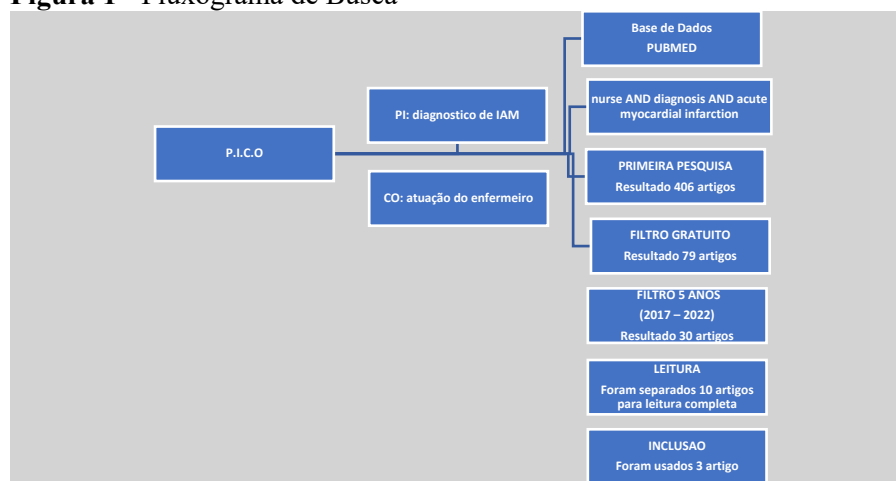 Figura 1 - Fluxograma de Busca
Base de Dados
PUBMED
nurse AND diagnosis AND acute
myocardial infarction
PI: diagnostico de IAM
P.I.C.O
PRIMEIRA PESQUISA
Resultado 406 artigos
CO: atuação do enfermeiro
FILTRO GRATUITO
Resultado 79 artigos
FILTRO 5 ANOS
(2017 – 2022)
Resultado 30 artigos
LEITURA
Foram separados 10 artigos
para leitura completa
INCLUSAO
Foram usados 3 artigo